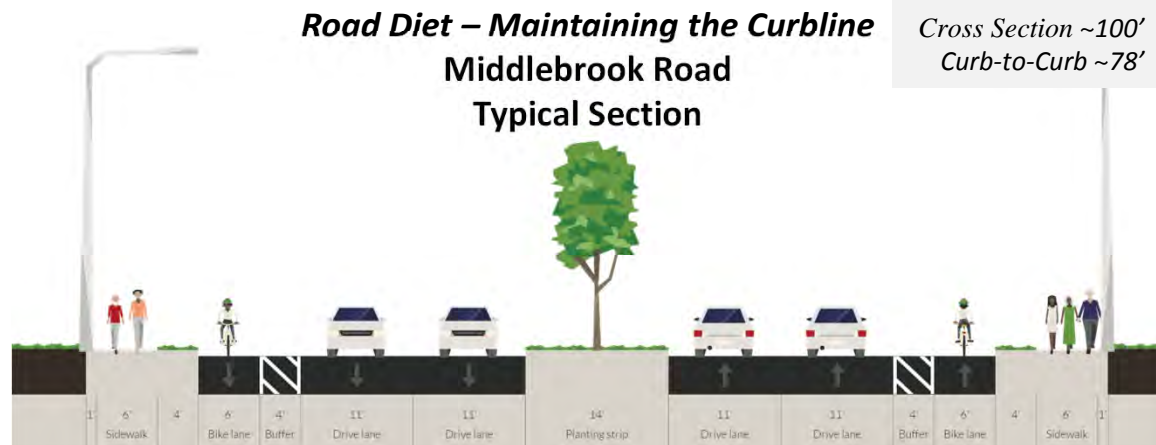 Road Diet – Maintaining the Curbline
Middlebrook Road
Typical Section
Cross Section ~100’
Curb-to-Curb ~78’
1' 6' 4' 6' 4' 11' 11' 14' 11' 11' 4' 6' 4' 6' 1'
Sidewalk Bike lane Buffer Drive lane Drive lane Planting strip Drive lane Drive lane Buffer Bike lane Sidewalk